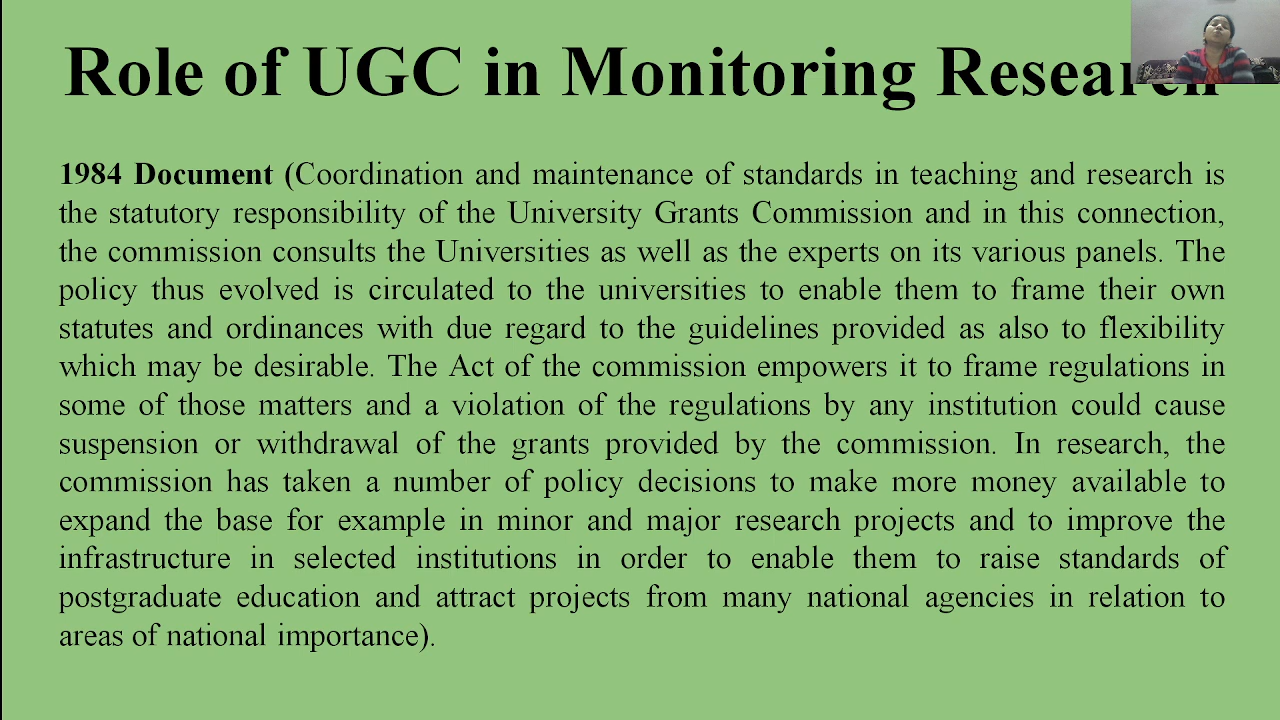 Role of UGC in Monitoring Research
1984 Document (Coordination and maintenance of standards in teaching and research is
the statutory responsibility of the University Grants Commission and in this connection,
the commission consults the Universities as well as the experts on its various panels. The
policy thus evolved is circulated to the universities to enable them to frame their own
statutes and ordinances with due regard to the guidelines provided as also to flexibility
which may be desirable. The Act of the commission empowers it to frame regulations in
some of those matters and a violation of the regulations by any institution could cause
suspension or withdrawal of the grants provided by the commission. In research, the
commission has taken a number of policy decisions to make more money available to
expand the base for example in minor and major research projects and to improve the
infrastructure in selected institutions in order to enable them to raise standards of
postgraduate education and attract projects from many national agencies in relation to
areas of national importance).